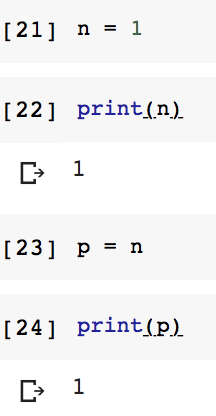 [21] n = 1
[22] print(n)
1
[23] p = n
[24] print(p)
1